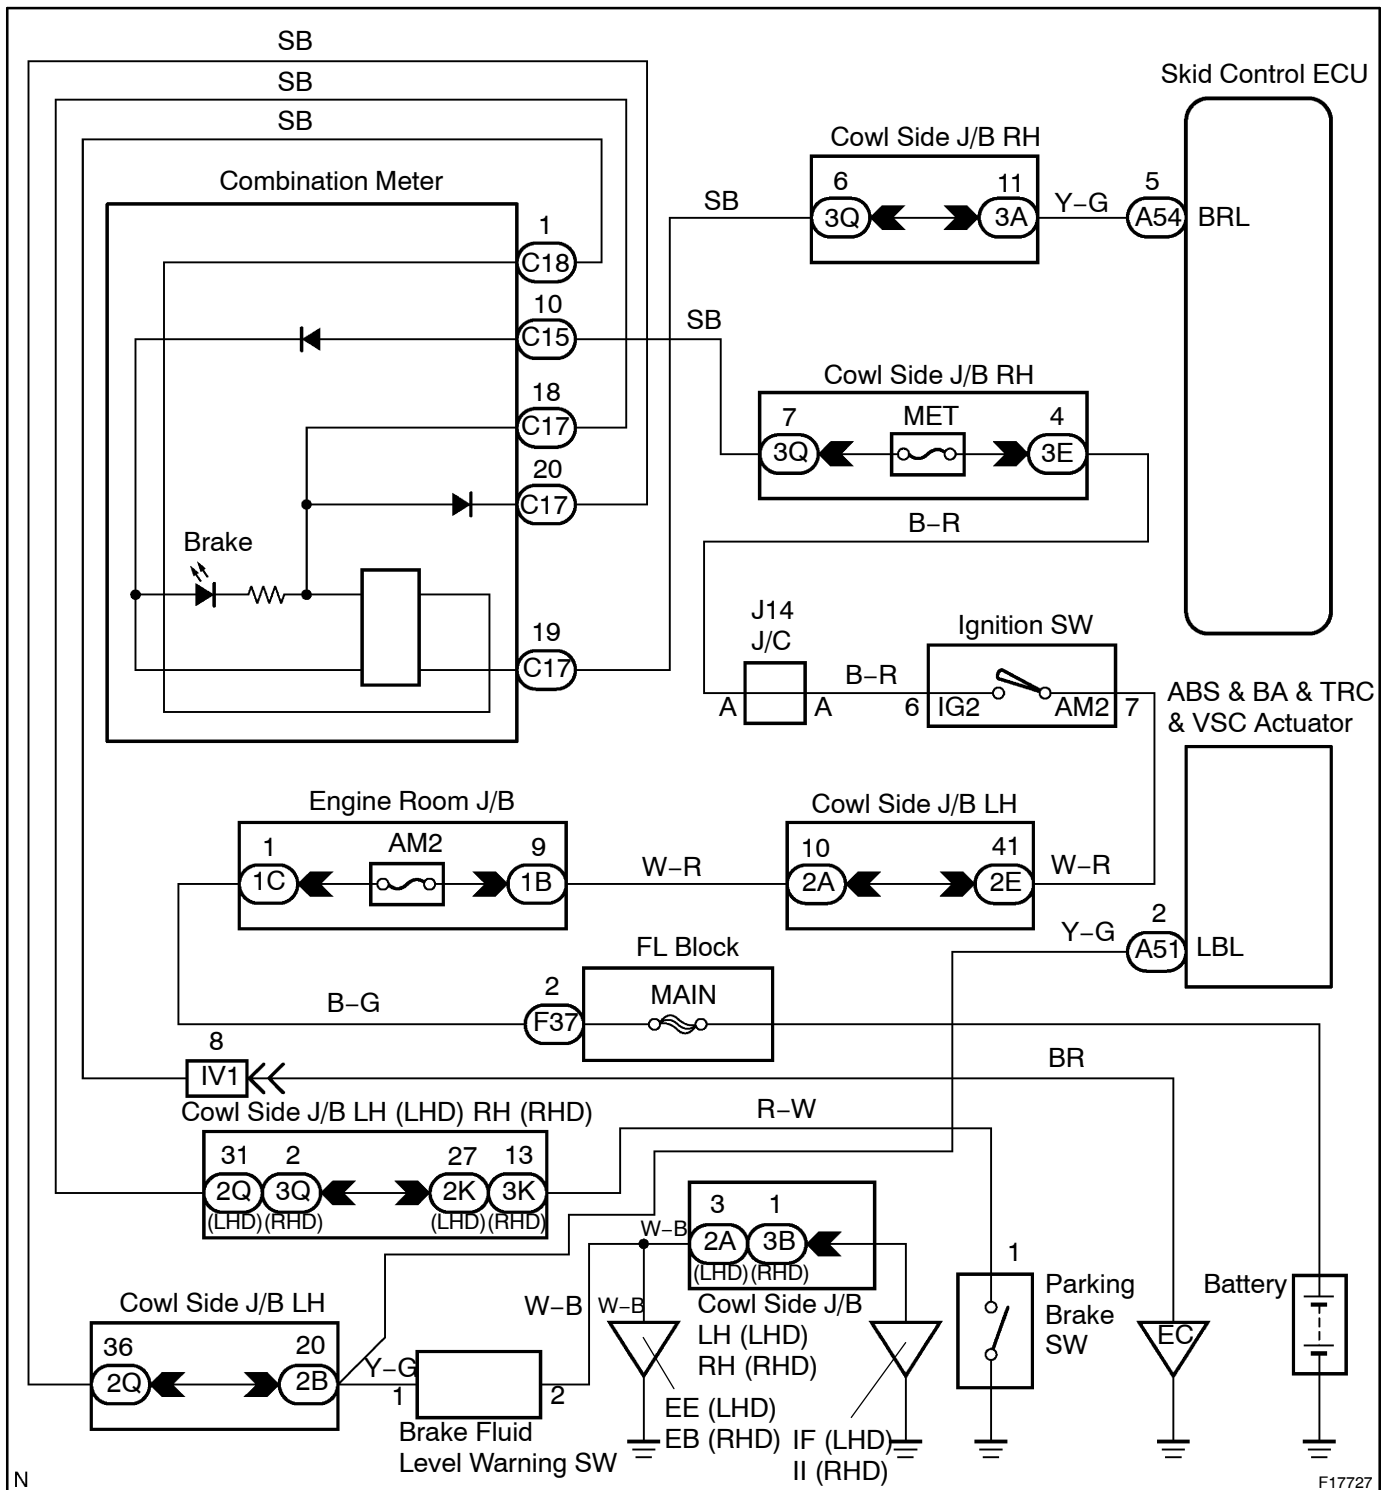 SB
SB
SB
Skid Control ECU
Cowl Side J/B RH
Combination Meter
6
11
5
SB
3Q
3A
Y–G
A54
BRL
1
C18
10
SB
C15
Cowl Side J/B RH
18
7
MET
4
C17
3Q
3E
20
C17
B–R
Brake
J14
J/C
Ignition SW
19
C17
B–R
A
A
6
IG2
AM2
7
ABS & BA & TRC
& VSC Actuator
Engine Room J/B
Cowl Side J/B LH
1
AM2
9
10
41
1C
1B
W–R
2A
2E
W–R
2
Y–G
A51
LBL
FL Block
2
B–G
MAIN
F37
8
BR
IV1
Cowl Side J/B LH (LHD) RH (RHD)
R–W
31
2
27
13
2Q
3Q
2K
3K
(LHD)
(RHD)
(LHD)
(RHD)
3
1
W–B
2A
3B
(LHD)
(RHD)
1
Cowl Side J/B LH
W–B
W–B
Cowl Side J/B
LH (LHD)
RH (RHD)
Parking
Brake
SW
Battery
EC
36
20
2Q
2B
Y–G
1
2
Brake Fluid
Level Warning SW
EE (LHD)
EB (RHD)
IF (LHD)
II (RHD)
N
F17727